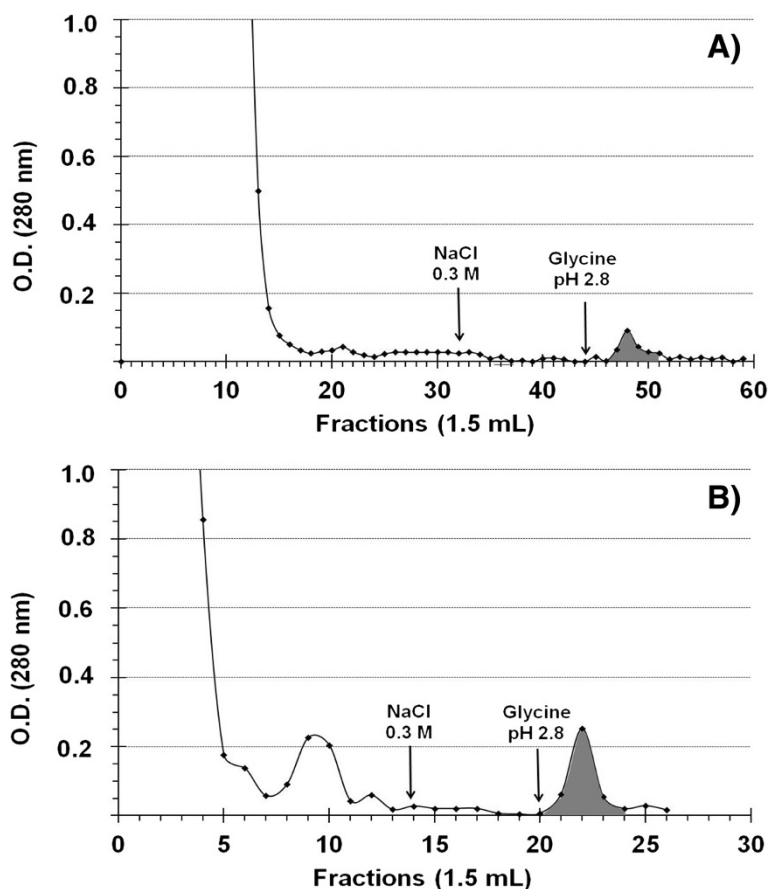 A)
1.0
0.8
0.6
0.4
0.2
O.D. (280 nm)
NaCl
0.3 M
Glycine
pH 2.8
0 10 20 30 40 50 60
Fractions (1.5 mL)
B)
1.0
0.8
0.6
0.4
0.2
O.D. (280 nm)
NaCl
0.3 M
Glycine
pH 2.8
0 5 10 15 20 25 30
Fractions (1.5 mL)